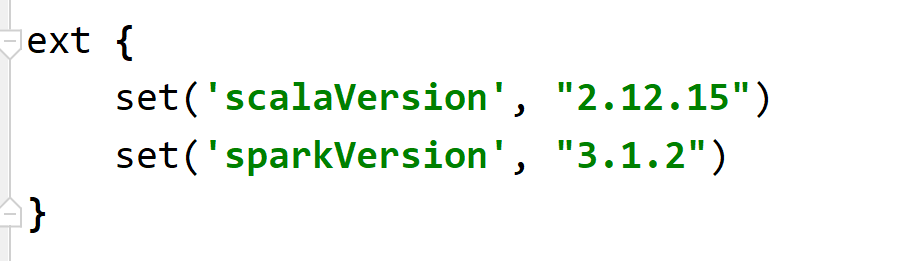 ext {
    set('scalaVersion', "2.12.15")
    set('sparkVersion', "3.1.2")
}